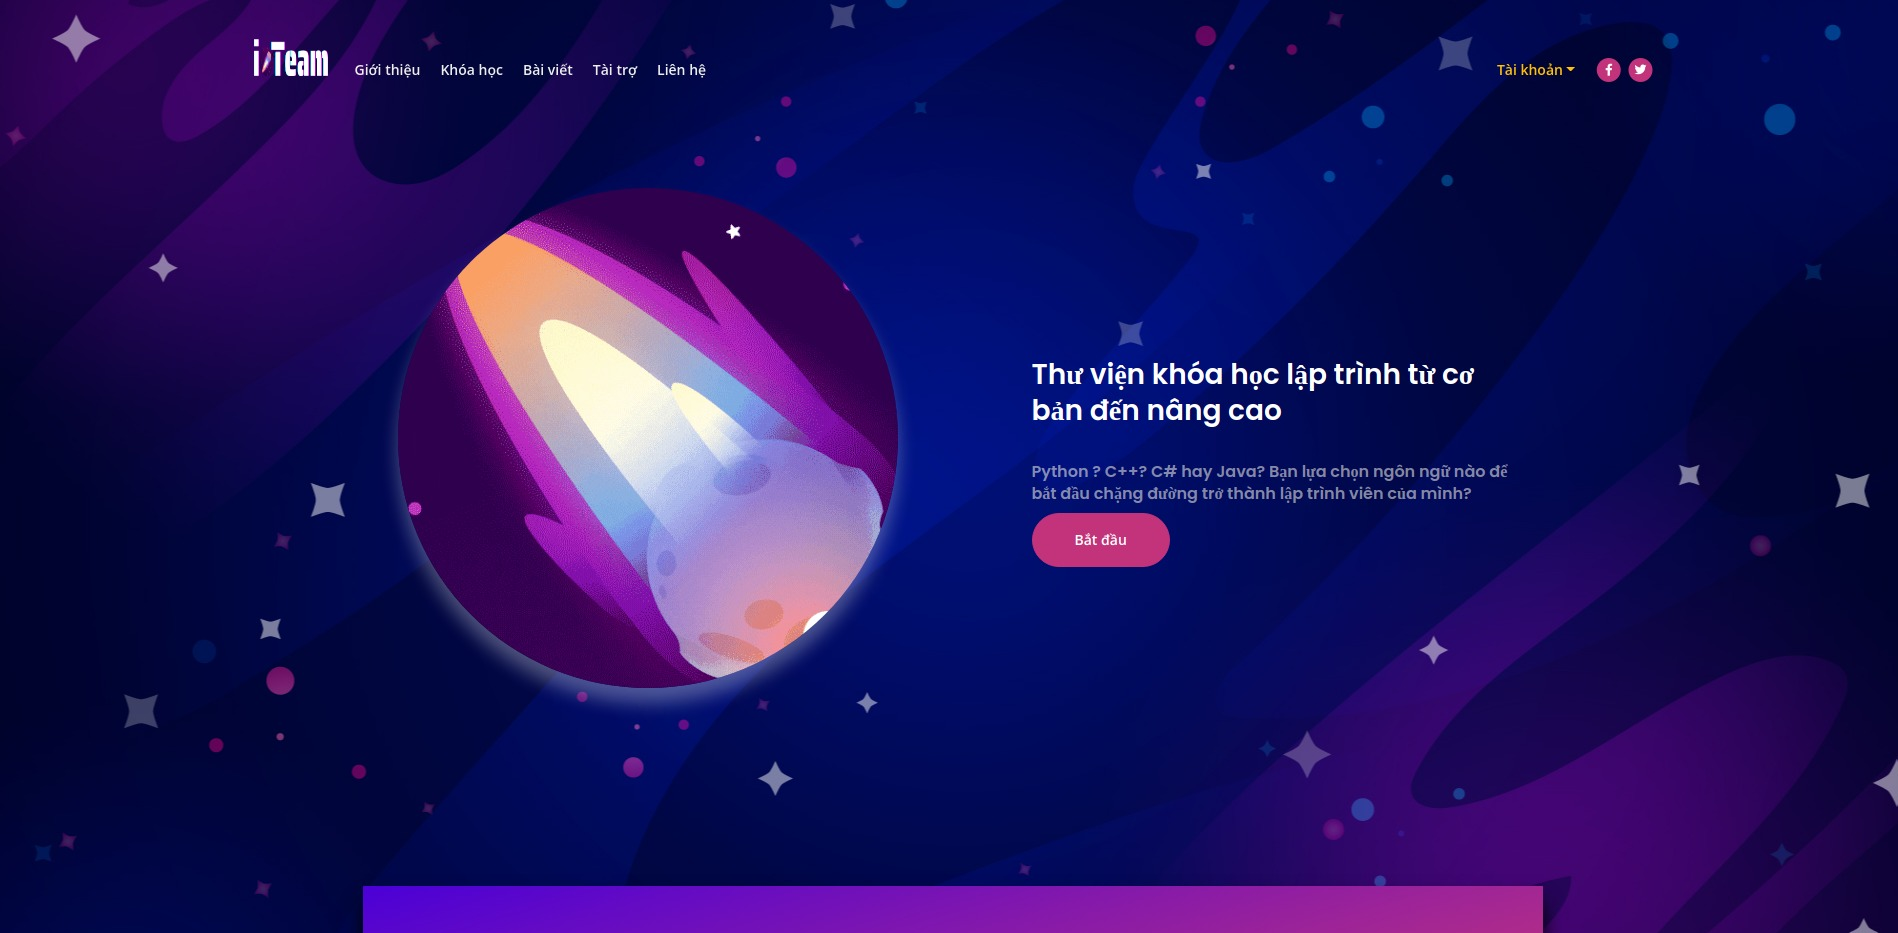 i Team
Giới thiệu
Khóa học
Bài viết
Tài trợ
Liên hệ
Tài khoản
Thư viện khóa học lập trình từ cơ
bản đến nâng cao
Python ? C++? C# hay Java? Bạn lựa chọn ngôn ngữ nào để
bắt đầu chặng đường trở thành lập trình viên của mình?
Bắt đầu